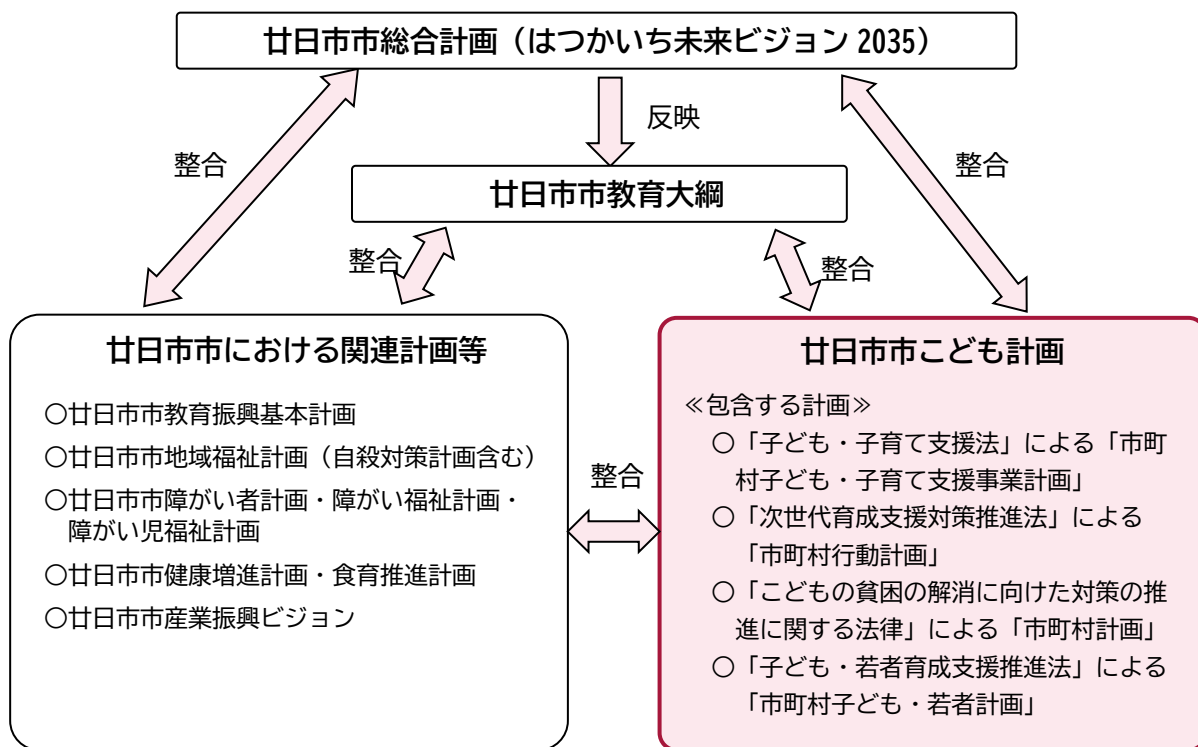 廿日市市総合計画（はつかいち未来ビジョン 2035）
反映
整合
整合
廿日市市教育大綱
整合
整合
廿日市市における関連計画等
○廿日市市教育振興基本計画
○廿日市市地域福祉計画（自殺対策計画含む）
○廿日市市障がい者計画・障がい福祉計画・
障がい児福祉計画
○廿日市市健康増進計画・食育推進計画
○廿日市市産業振興ビジョン
整合
廿日市市こども計画
≪包含する計画≫
○「子ども・子育て支援法」による「市町
村子ども・子育て支援事業計画」
○「次世代育成支援対策推進法」による
「市町村行動計画」
○「こどもの貧困の解消に向けた対策の推
進に関する法律」による「市町村計画」
○「子ども・若者育成支援推進法」による
「市町村子ども・若者計画」